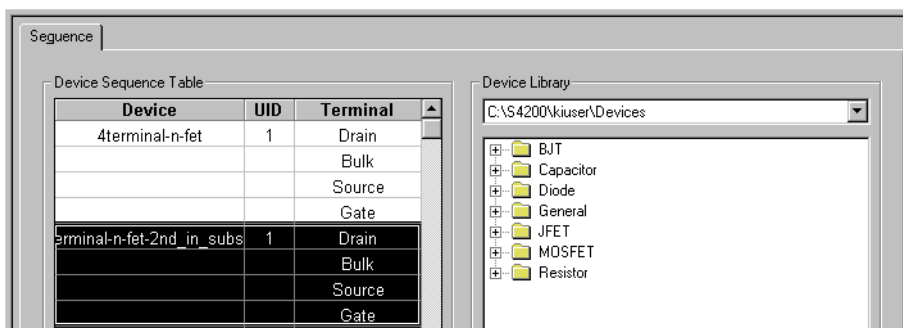 Sequence
Device Sequence Table
Device UID Terminal
4terminal-n-fet 1 Drain
Bulk
Source
Gate
erminal-n-fet-2nd_in_subs 1 Drain
Bulk
Source
Gate
Device Library
C:\S4200\kiuser\Devices
BJT
Capacitor
Diode
General
JFET
MOSFET
Resistor